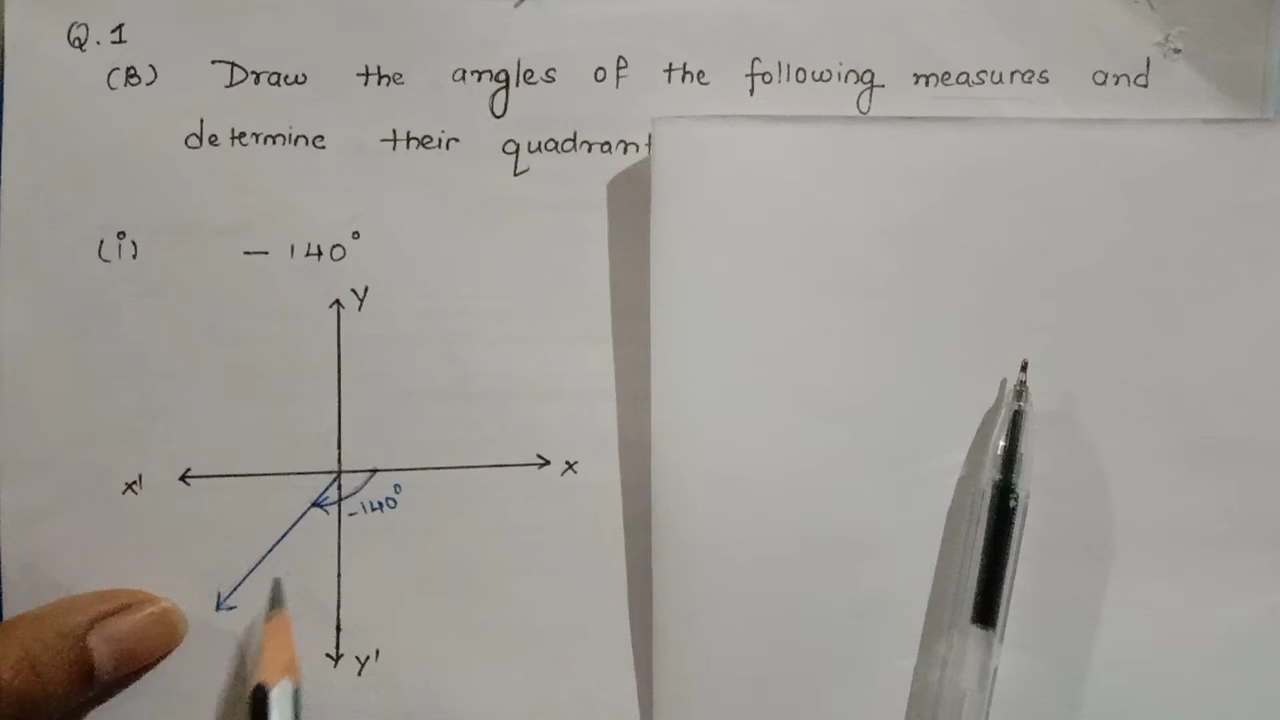 Q.1
(B) Draw the angles of the following measures and
determine their quadrant
(i) - 140°
Y
X' X
-140°
Y'